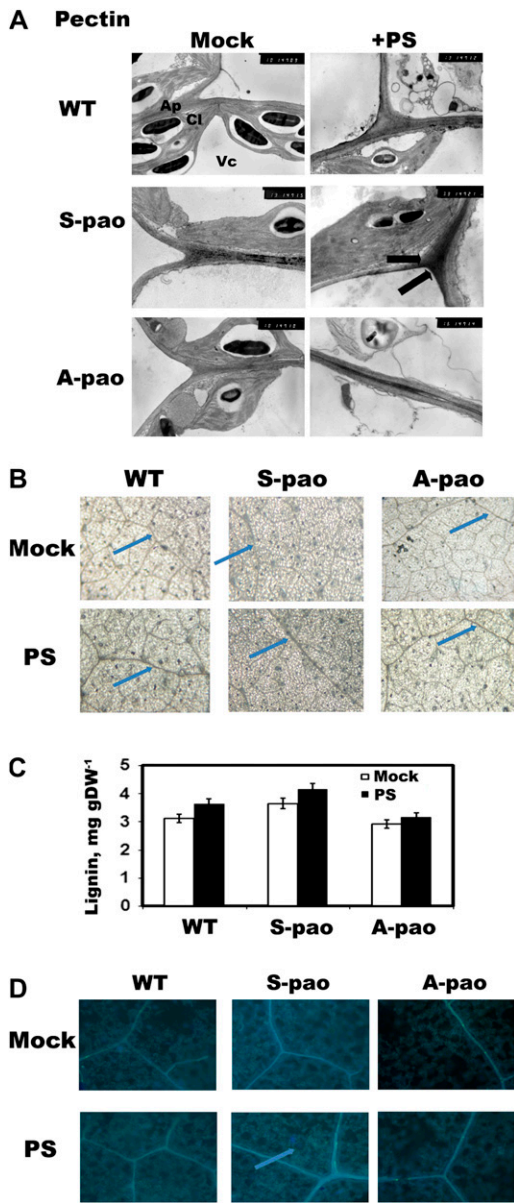 A Pectin
Mock +PS
WT
Ap
Cl
Vc
S-pao
A-pao
B WT S-pao A-pao
Mock
PS
C
Lignin, mg gDW⁻¹
5
4
3
2
1
0
Mock
PS
WT S-pao A-pao
D WT S-pao A-pao
Mock
PS